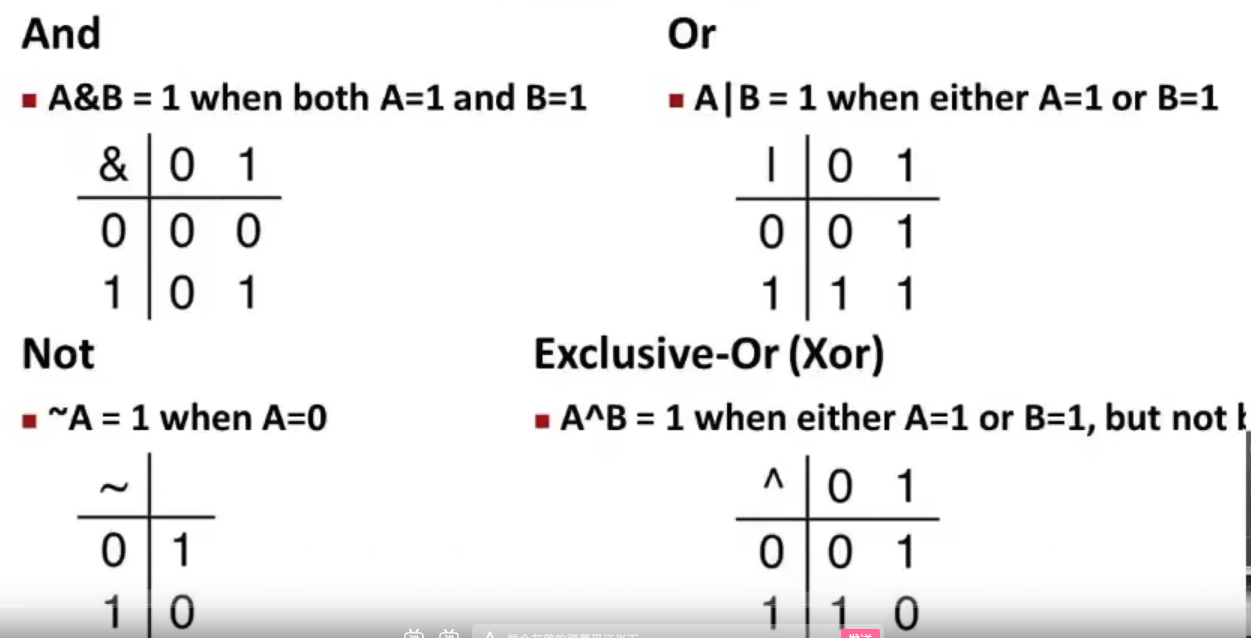 And
■ A&B = 1 when both A=1 and B=1
& 0 1
0 0 0
1 0 1
Or
■ A|B = 1 when either A=1 or B=1
| 0 1
0 0 1
1 1 1
Not
■ ~A = 1 when A=0
~
0 1
1 0
Exclusive-Or (Xor)
■ A^B = 1 when either A=1 or B=1, but not
^ 0 1
0 0 1
1 1 0
发送